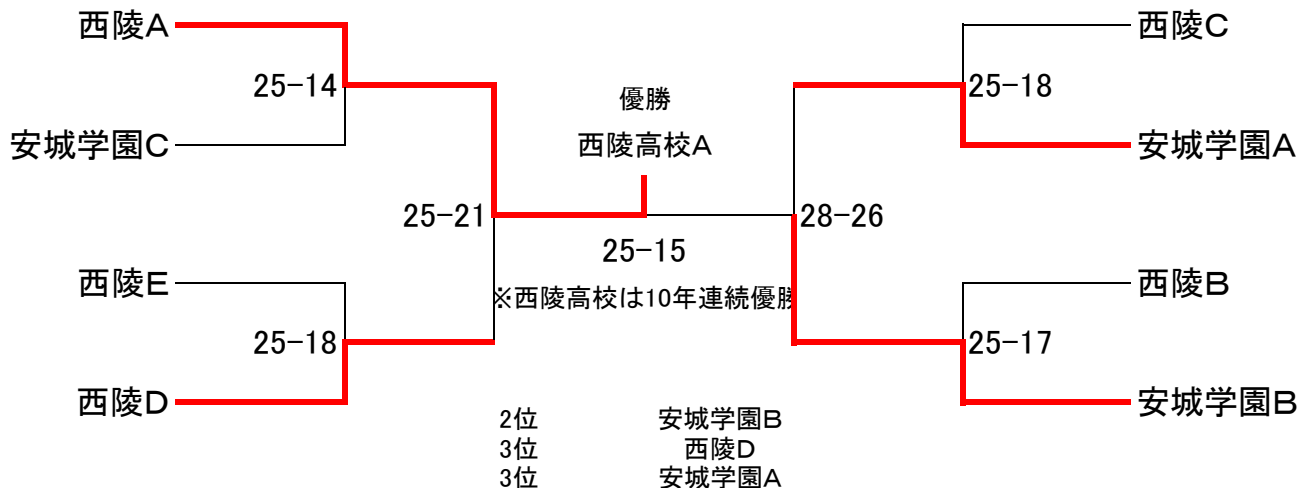 西陵A
西陵C
25-14
25-18
優勝
安城学園C
西陵高校A
安城学園A
25-21
28-26
25-15
西陵E
西陵B
※西陵高校は10年連続優勝
25-18
25-17
西陵D
安城学園B
2位 安城学園B
3位 西陵D
3位 安城学園A